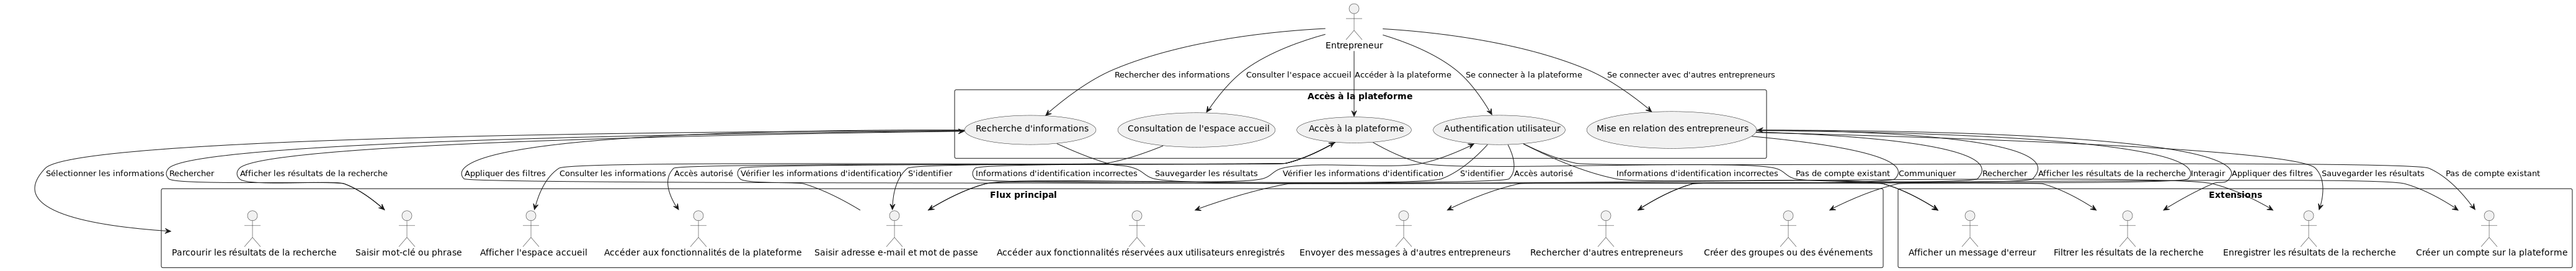 Entrepreneur
Rechercher des informations
Consulter l'espace accueil
Accéder à la plateforme
Se connecter à la plateforme
Se connecter avec d'autres entrepreneurs
Accès à la plateforme
Recherche d'informations
Consultation de l'espace accueil
Accès à la plateforme
Authentification utilisateur
Mise en relation des entrepreneurs
Sélectionner les informations
Rechercher
Afficher les résultats de la recherche
Appliquer des filtres
Consulter les informations
Accès autorisé
Vérifier les informations d'identification
S'identifier
Informations d'identification incorrectes
Sauvegarder les résultats
Vérifier les informations d'identification
S'identifier
Accès autorisé
Informations d'identification incorrectes
Pas de compte existant
Communiquer
Rechercher
Afficher les résultats de la recherche
Interagir
Appliquer des filtres
Sauvegarder les résultats
Pas de compte existant
Flux principal
Extensions
Parcourir les résultats de la recherche
Saisir mot-clé ou phrase
Afficher l'espace accueil
Accéder aux fonctionnalités de la plateforme
Saisir adresse e-mail et mot de passe
Accéder aux fonctionnalités réservées aux utilisateurs enregistrés
Envoyer des messages à d'autres entrepreneurs
Rechercher d'autres entrepreneurs
Créer des groupes ou des événements
Afficher un message d'erreur
Filtrer les résultats de la recherche
Enregistrer les résultats de la recherche
Créer un compte sur la plateforme